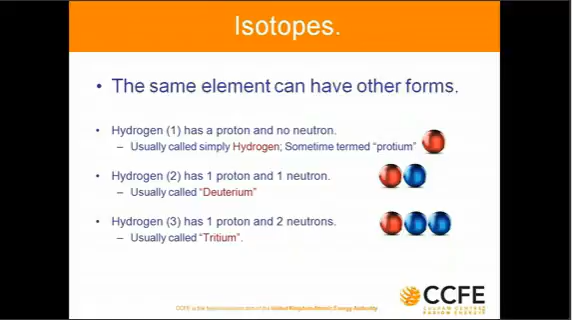 Isotopes.
• The same element can have other forms.
• Hydrogen (1) has a proton and no neutron.
– Usually called simply Hydrogen; Sometime termed “protium”
• Hydrogen (2) has 1 proton and 1 neutron.
– Usually called “Deuterium”
• Hydrogen (3) has 1 proton and 2 neutrons.
– Usually called “Tritium”.
CCFE
CULHAM CENTRE
FUSION ENERGY
CCFE is the fusion research arm of the United Kingdom Atomic Energy Authority